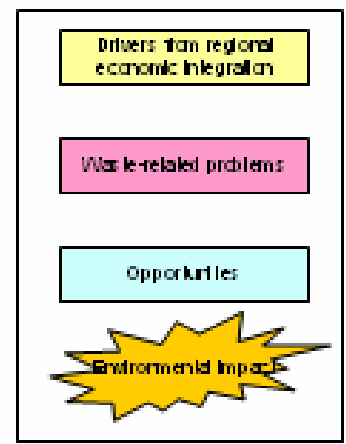 Drivers from regional
economic integration
Waste-related problems
Opportunities
Environmental impact